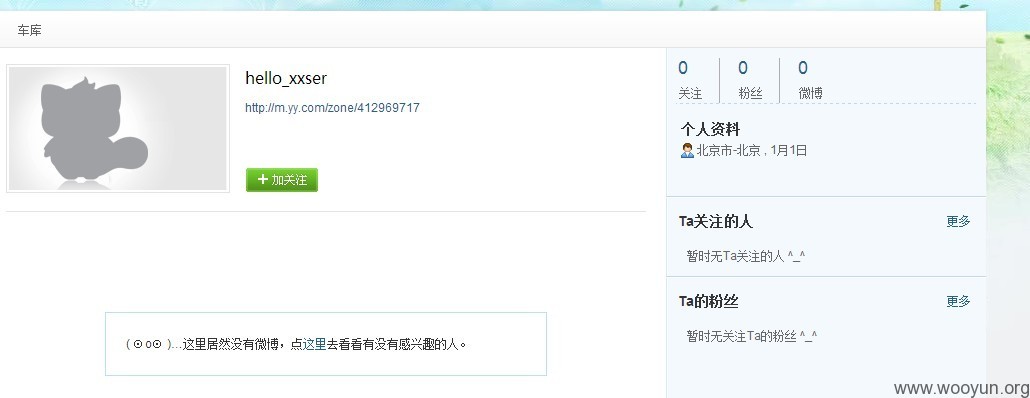 车库
hello_xxser
http://m.yy.com/zone/412969717
+ 加关注
(⊙o⊙ )...这里居然没有微博，点这里去看看有没有感兴趣的人。
0 0 0
关注 粉丝 微博
个人资料
北京市-北京 , 1月1日
Ta关注的人 更多
暂时无Ta关注的人 ^_^
Ta的粉丝 更多
暂时无关注Ta的粉丝 ^_^
www.wooyun.org